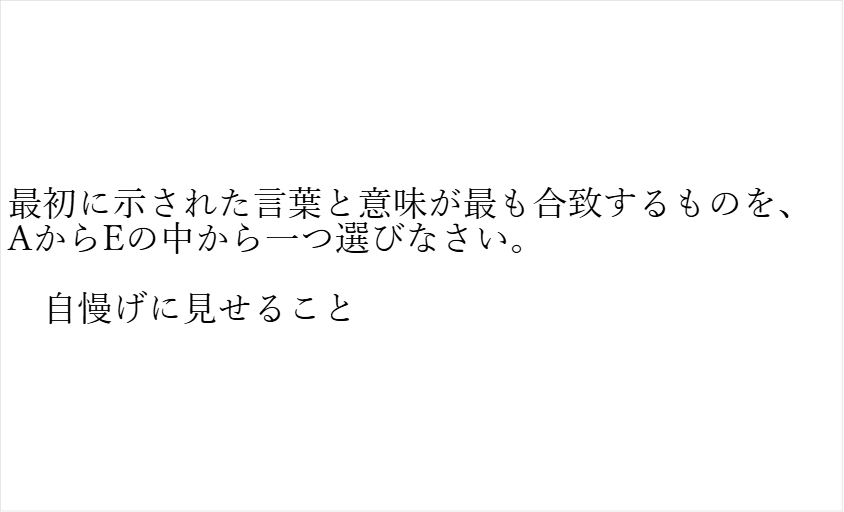 最初に示された言葉と意味が最も合致するものを、
AからEの中から一つ選びなさい。
自慢げに見せること